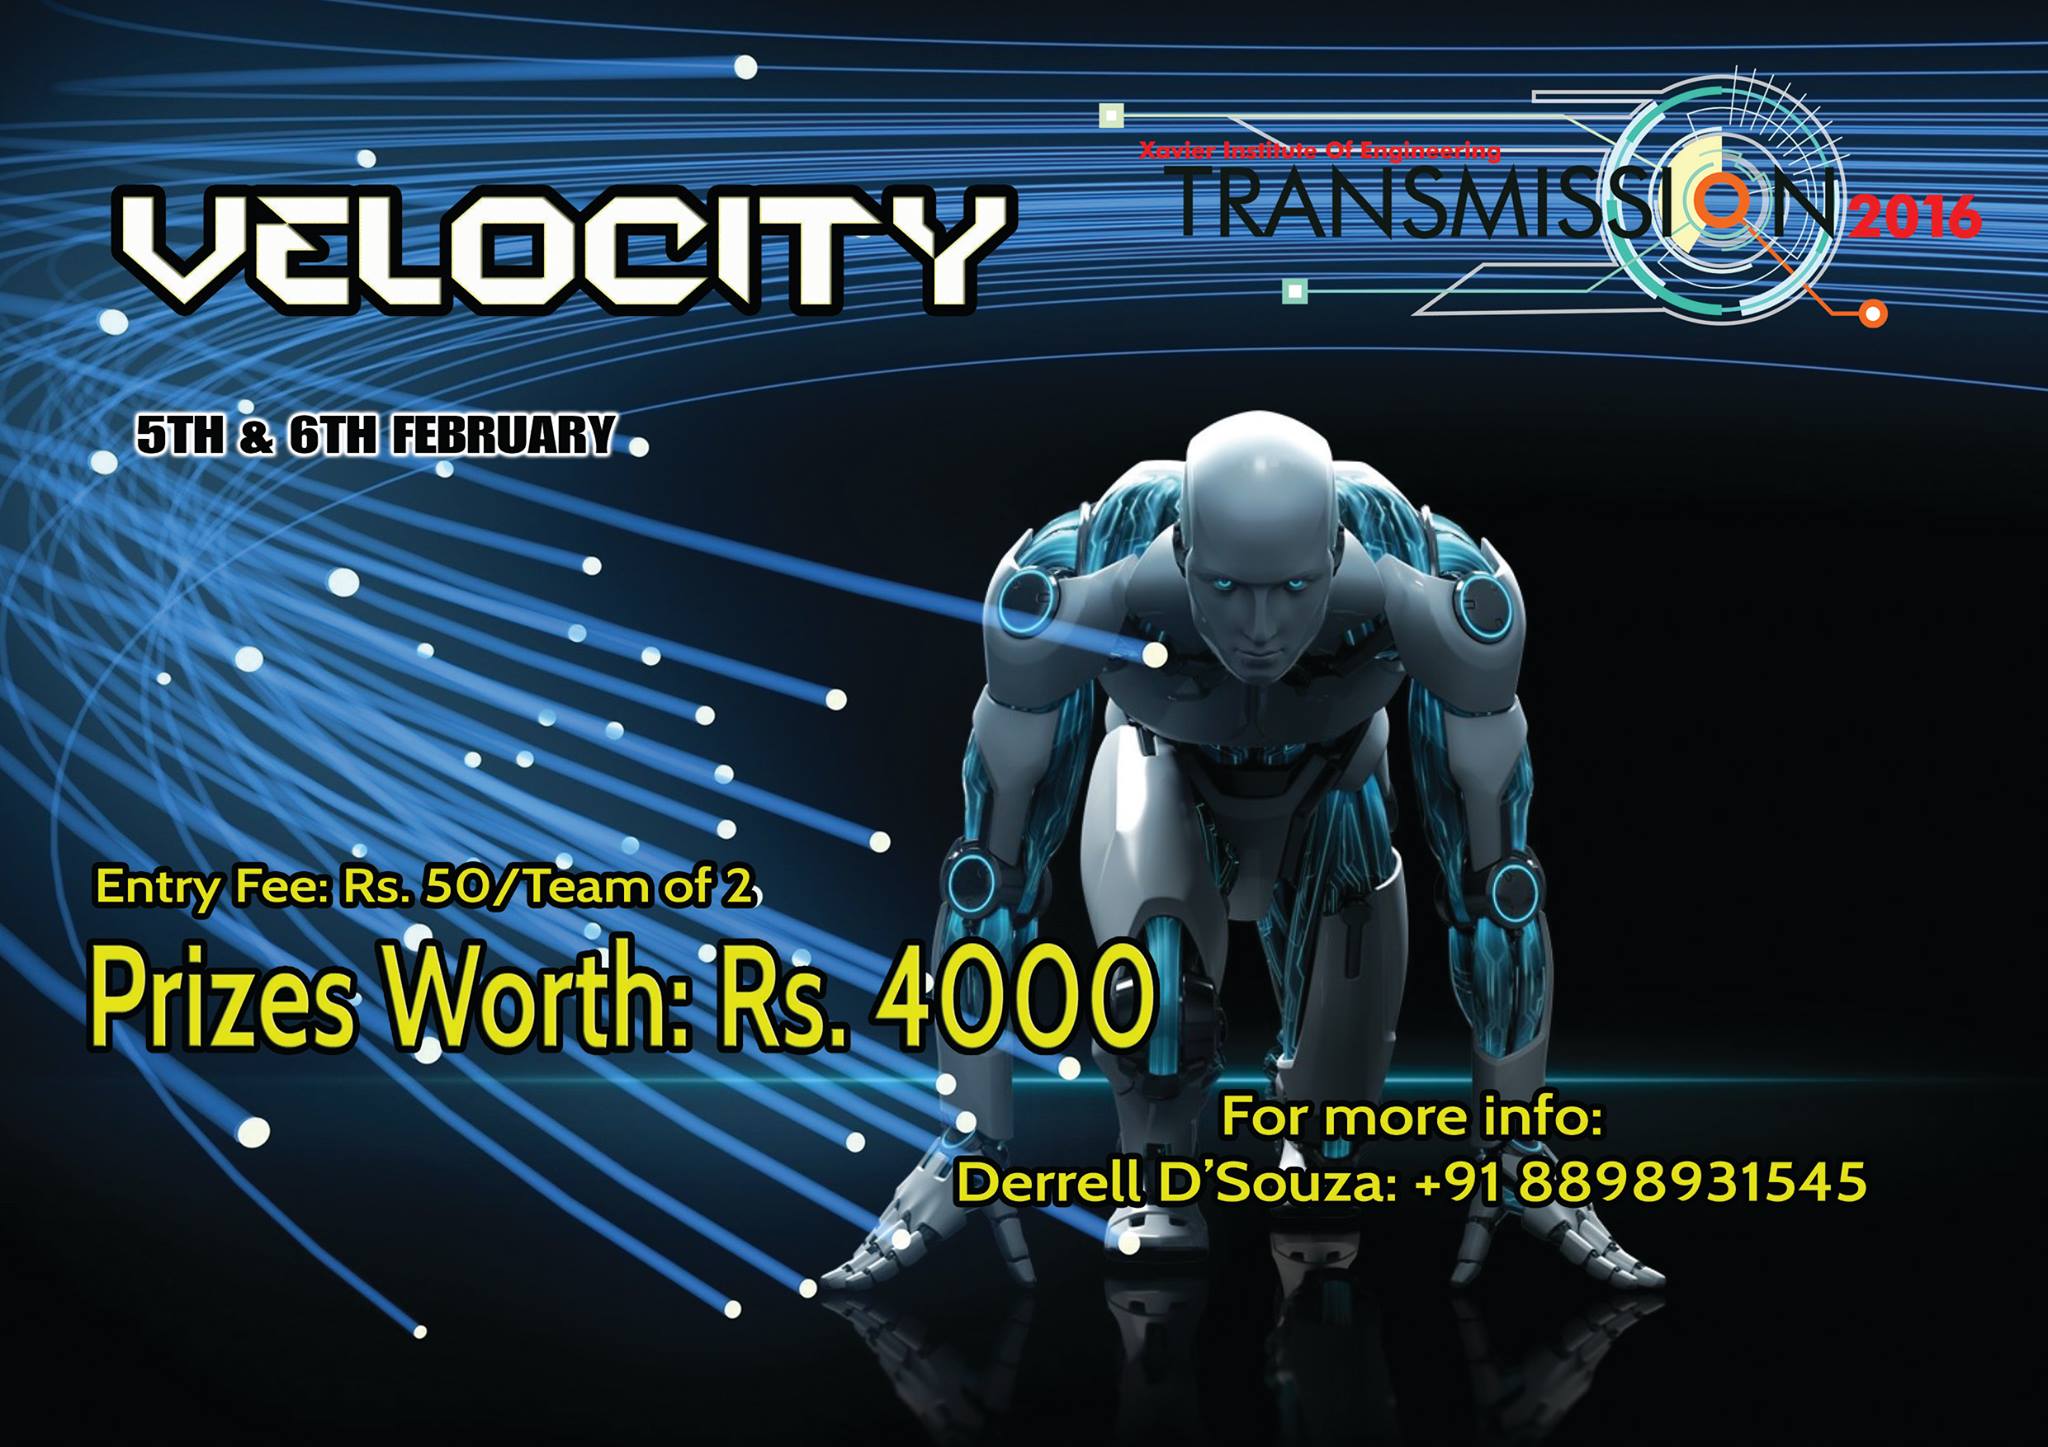 VELOCITY
Xavier Institute Of Engineering
TRANSMISSION 2016
5TH & 6TH FEBRUARY
Entry Fee: Rs. 50/Team of 2
Prizes Worth: Rs. 4000
For more info:
Derrell D'Souza: +91 8898931545